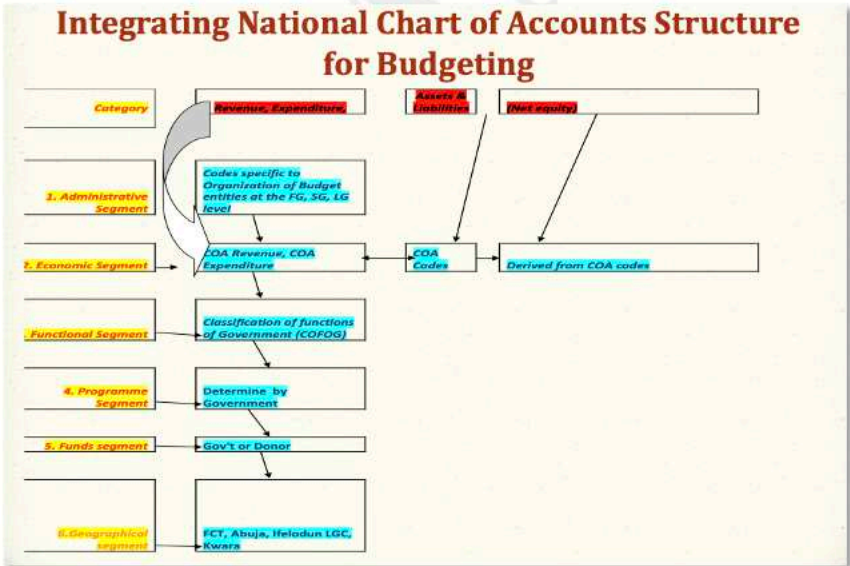 Integrating National Chart of Accounts Structure
for Budgeting
Category
Revenue, Expenditure,
Assets &
Liabilities
(Net equity)
1. Administrative
Segment
Codes specific to
Organization of Budget
entities at the FG, SG, LG
level
2. Economic Segment
COA Revenue, COA
Expenditure
COA
Codes
Derived from COA codes
. Functional Segment
Classification of functions
of Government (COFOG)
4. Programme
Segment
Determine by
Government
5. Funds segment
Gov't or Donor
6.Geographical
segment
FCT, Abuja, Ifelodun LGC,
Kwara